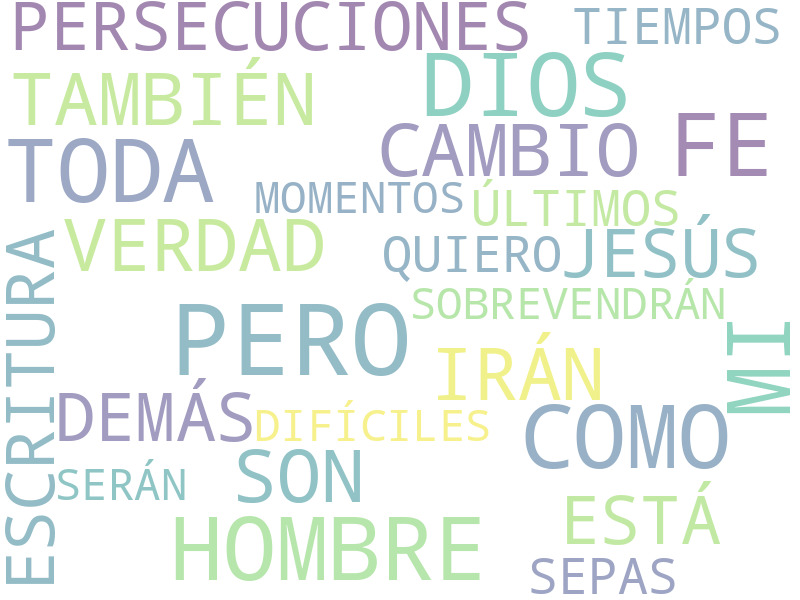 PERSECUCIONES
TIEMPOS
TAMBIÉN
DIOS
TODA
CAMBIO
FE
MOMENTOS
ÚLTIMOS
VERDAD
QUIERO
JESÚS
ESCRITURA
SOBREVENDRÁN
PERO
IRÁN
MI
DEMÁS
DIFÍCILES
COMO
SERÁN
SON
HOMBRE
ESTÁ
SEPAS